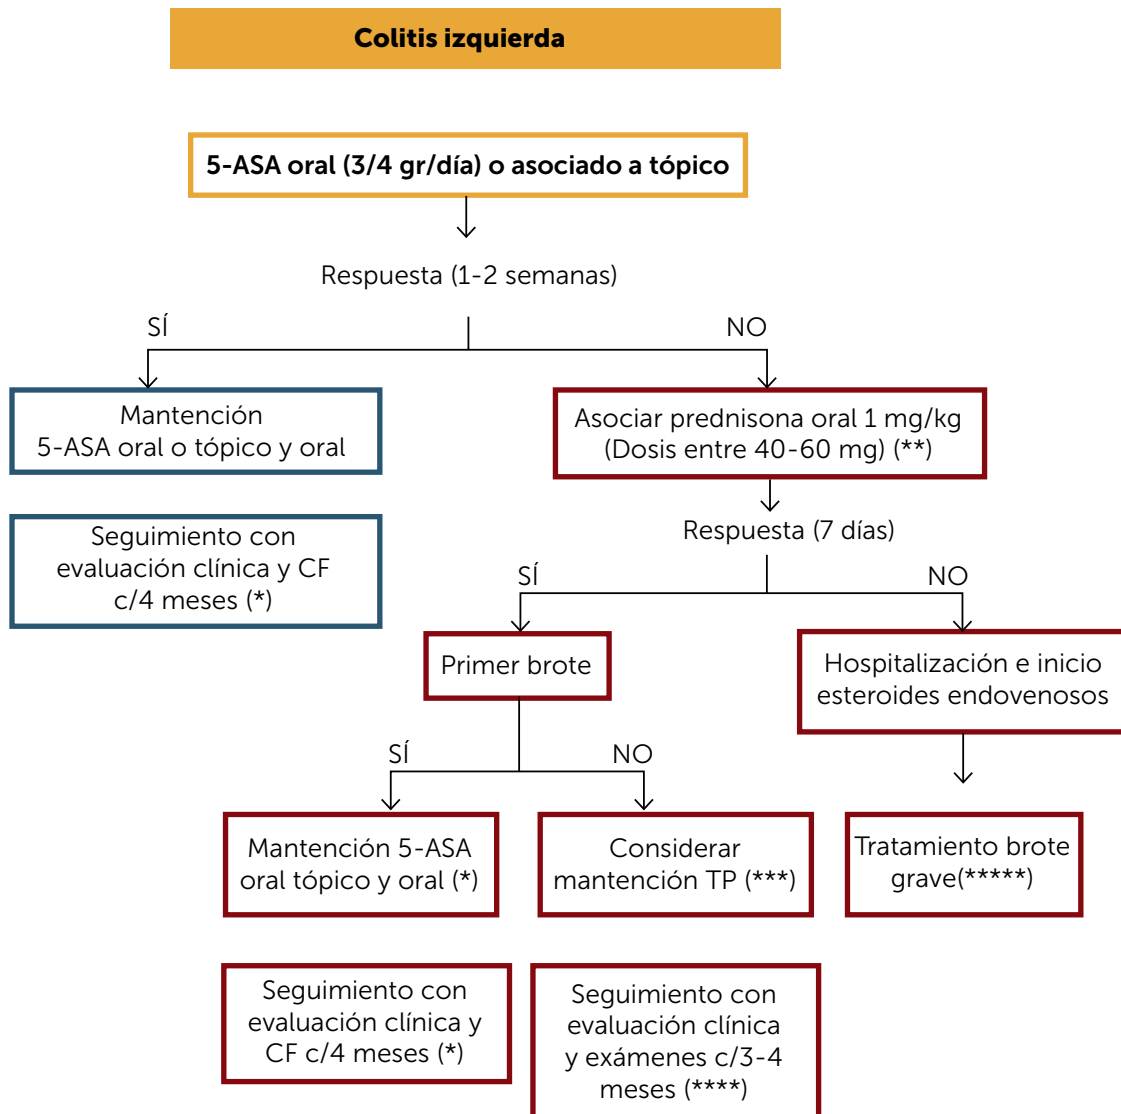 Colitis izquierda
5-ASA oral (3/4 gr/día) o asociado a tópico
Respuesta (1-2 semanas)
SÍ
NO
Mantención
5-ASA oral o tópico y oral
Asociar prednisona oral 1 mg/kg
(Dosis entre 40-60 mg) (**)
Seguimiento con
evaluación clínica y CF
c/4 meses (*)
Respuesta (7 días)
SÍ
NO
Primer brote
Hospitalización e inicio
esteroides endovenosos
SÍ
NO
Mantención 5-ASA
oral tópico y oral (*)
Considerar
mantención TP (***)
Tratamiento brote
grave(*****)
Seguimiento con
evaluación clínica y
CF c/4 meses (*)
Seguimiento con
evaluación clínica
y exámenes c/3-4
meses (****)